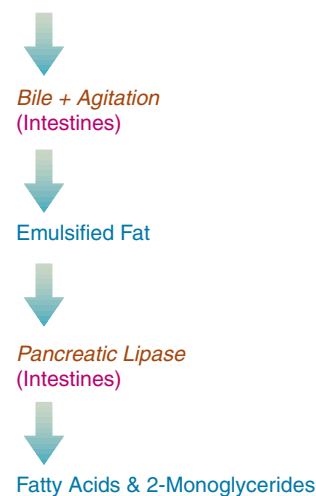 Bile + Agitation
(Intestines)
Emulsified Fat
Pancreatic Lipase
(Intestines)
Fatty Acids & 2-Monoglycerides